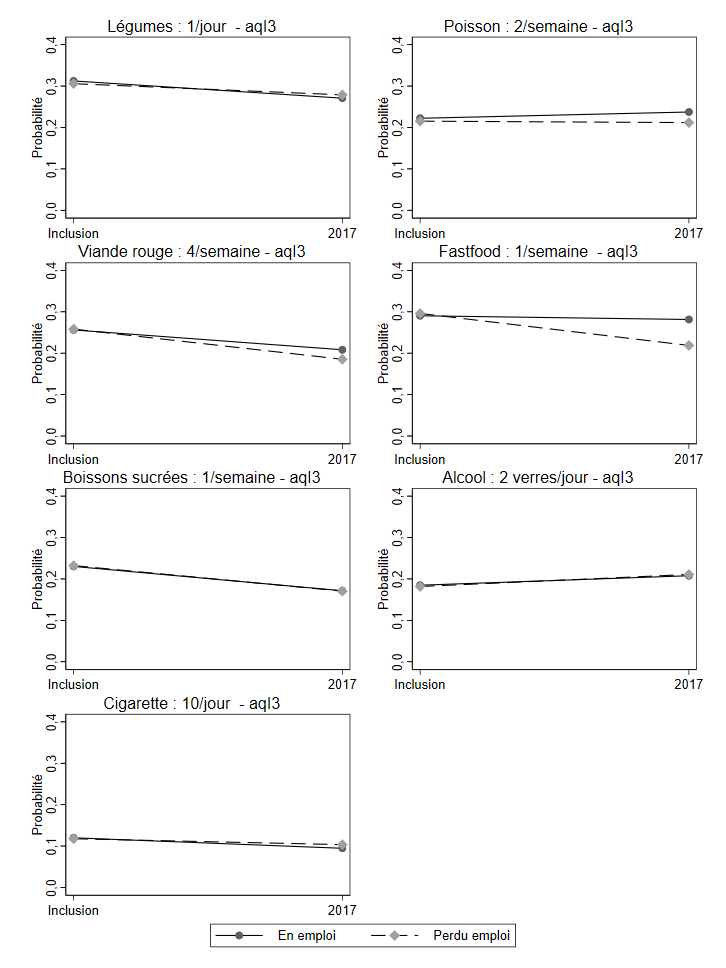 Légumes : 1/jour - aql3
Probabilité
0,4
0,3
0,2
0,1
0,0
Inclusion 2017
Poisson : 2/semaine - aql3
Probabilité
0,4
0,3
0,2
0,1
0,0
Inclusion 2017
Viande rouge : 4/semaine - aql3
Probabilité
0,4
0,3
0,2
0,1
0,0
Inclusion 2017
Fastfood : 1/semaine - aql3
Probabilité
0,4
0,3
0,2
0,1
0,0
Inclusion 2017
Boissons sucrées : 1/semaine - aql3
Probabilité
0,4
0,3
0,2
0,1
0,0
Inclusion 2017
Alcool : 2 verres/jour - aql3
Probabilité
0,4
0,3
0,2
0,1
0,0
Inclusion 2017
Cigarette : 10/jour - aql3
Probabilité
0,4
0,3
0,2
0,1
0,0
Inclusion 2017
En emploi Perdu emploi